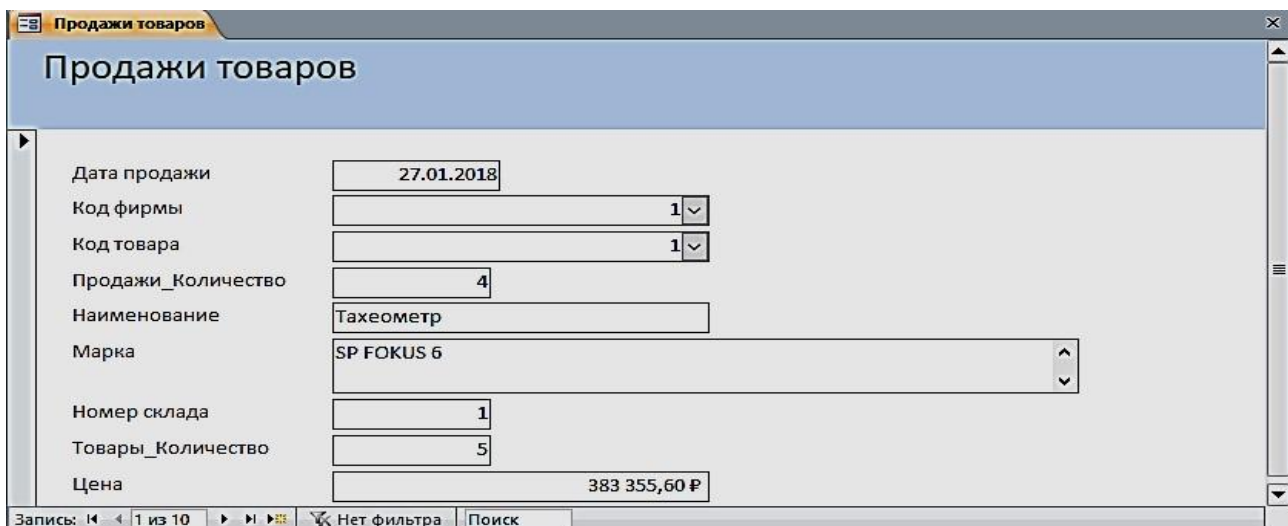 Продажи товаров
Продажи товаров
Дата продажи 27.01.2018
Код фирмы 1
Код товара 1
Продажи_Количество 4
Наименование Тахеометр
Марка SP FOKUS 6
Номер склада 1
Товары_Количество 5
Цена 383 355,60 ₽
Запись: 1 из 10 Нет фильтра Поиск